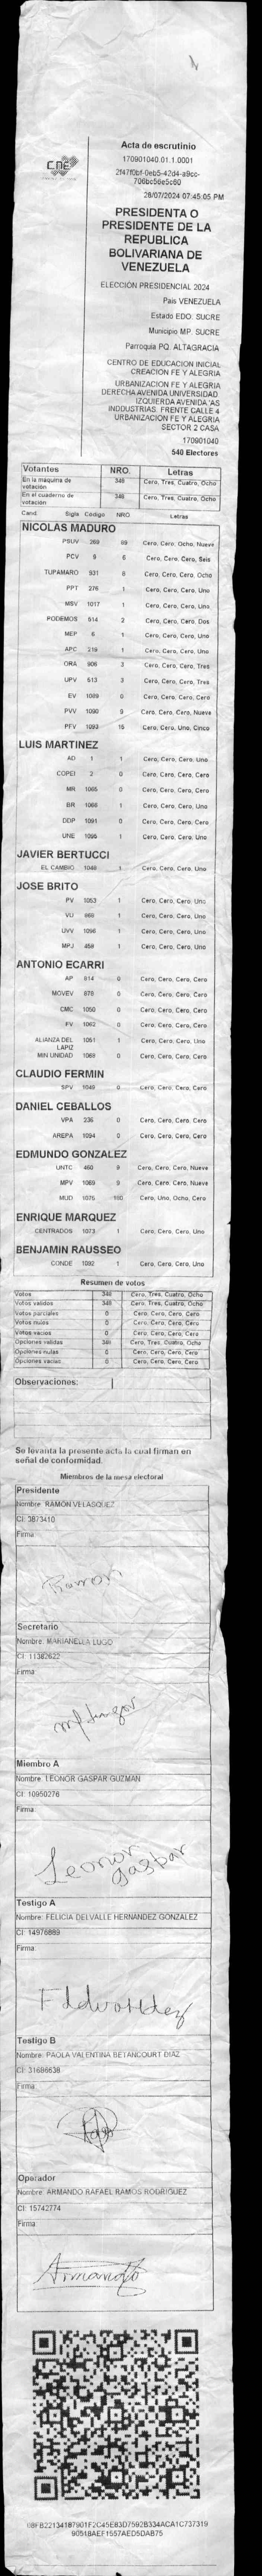 Acta de escrutinio
170901040.01.1.0001
2f47f0bf-0eb5-42d4-a9cc-
706bc56e5c60
28/07/2024 07:45:05 PM
CNE
PRESIDENTA O
PRESIDENTE DE LA
REPUBLICA
BOLIVARIANA DE
VENEZUELA
ELECCIÓN PRESIDENCIAL 2024
Pais VENEZUELA
Estado EDO. SUCRE
Municipio MP. SUCRE
Parroquia PQ. ALTAGRACIA
CENTRO DE EDUCACION INICIAL
CREACION FE Y ALEGRIA
URBANIZACION FE Y ALEGRIA
DERECHA AVENIDA UNIVERSIDAD
IZQUIERDA AVENIDA 'AS
INDDUSTRIAS. FRENTE CALLE 4
URBANIZACION FE Y ALEGRIA
SECTOR 2 CASA
170901040
540 Electores
Votantes NRO. Letras
En la maquina de votación 348 Cero, Tres, Cuatro, Ocho
En el cuaderno de votación 348 Cero, Tres, Cuatro, Ocho
Cand. Sigla Código NRO Letras
NICOLAS MADURO
PSUV 269 89 Cero, Cero, Ocho, Nueve
PCV 9 6 Cero, Cero, Cero, Seis
TUPAMARO 931 8 Cero, Cero, Cero, Ocho
PPT 276 1 Cero, Cero, Cero, Uno
MSV 1017 1 Cero, Cero, Cero, Uno
PODEMOS 514 2 Cero, Cero, Cero, Dos
MEP 6 1 Cero, Cero, Cero, Uno
APC 219 1 Cero, Cero, Cero, Uno
ORA 906 3 Cero, Cero, Cero, Tres
UPV 513 3 Cero, Cero, Cero, Tres
EV 1089 0 Cero, Cero, Cero, Cero
PVV 1090 9 Cero, Cero, Cero, Nueve
PFV 1093 15 Cero, Cero, Uno, Cinco
LUIS MARTINEZ
AD 1 1 Cero, Cero, Cero, Uno
COPEI 2 0 Cero, Cero, Cero, Cero
MR 1065 0 Cero, Cero, Cero, Cero
BR 1066 1 Cero, Cero, Cero, Uno
DDP 1091 0 Cero, Cero, Cero, Cero
UNE 1095 1 Cero, Cero, Cero, Uno
JAVIER BERTUCCI
EL CAMBIO 1048 1 Cero, Cero, Cero, Uno
JOSE BRITO
PV 1053 1 Cero, Cero, Cero, Uno
VU 869 1 Cero, Cero, Cero, Uno
UVV 1096 1 Cero, Cero, Cero, Uno
MPJ 458 1 Cero, Cero, Cero, Uno
ANTONIO ECARRI
AP 814 0 Cero, Cero, Cero, Cero
MOVEV 878 0 Cero, Cero, Cero, Cero
CMC 1050 0 Cero, Cero, Cero, Cero
FV 1062 0 Cero, Cero, Cero, Cero
ALIANZA DEL LAPIZ 1051 1 Cero, Cero, Cero, Uno
MIN UNIDAD 1068 0 Cero, Cero, Cero, Cero
CLAUDIO FERMIN
SPV 1049 0 Cero, Cero, Cero, Cero
DANIEL CEBALLOS
VPA 236 0 Cero, Cero, Cero, Cero
AREPA 1094 0 Cero, Cero, Cero, Cero
EDMUNDO GONZALEZ
UNTC 460 9 Cero, Cero, Cero, Nueve
MPV 1069 9 Cero, Cero, Cero, Nueve
MUD 1075 180 Cero, Uno, Ocho, Cero
ENRIQUE MARQUEZ
CENTRADOS 1073 1 Cero, Cero, Cero, Uno
BENJAMIN RAUSSEO
CONDE 1092 1 Cero, Cero, Cero, Uno
Resumen de votos
Votos 348 Cero, Tres, Cuatro, Ocho
Votos validos 348 Cero, Tres, Cuatro, Ocho
Votos parciales 0 Cero, Cero, Cero, Cero
Votos nulos 0 Cero, Cero, Cero, Cero
Votos vacios 0 Cero, Cero, Cero, Cero
Opciones validas 348 Cero, Tres, Cuatro, Ocho
Opciones nulas 0 Cero, Cero, Cero, Cero
Opciones vacias 0 Cero, Cero, Cero, Cero
Observaciones:
Se levanta la presente acta la cual firman en
señal de conformidad.
Miembros de la mesa electoral
Presidente
Nombre: RAMÓN VELASQUEZ
CI: 3873410
Firma:
Ramon
Secretario
Nombre: MARIANELLA LUGO
CI: 11382622
Firma:
Miembro A
Nombre: LEONOR GASPAR GUZMAN
CI: 10950276
Firma:
Leonor
gaspar
Testigo A
Nombre: FELICIA DELVALLE HERNANDEZ GONZALEZ
CI: 14976889
Firma:
Testigo B
Nombre: PAOLA VALENTINA BETANCOURT DIAZ
CI: 31686638
Firma:
Operador
Nombre: ARMANDO RAFAEL RAMOS RODRIGUEZ
CI: 15742774
Firma:
Armando
08FB22134187901F2C45E83D7592B334ACA1C737319
90518AEF1557AED5DAB75